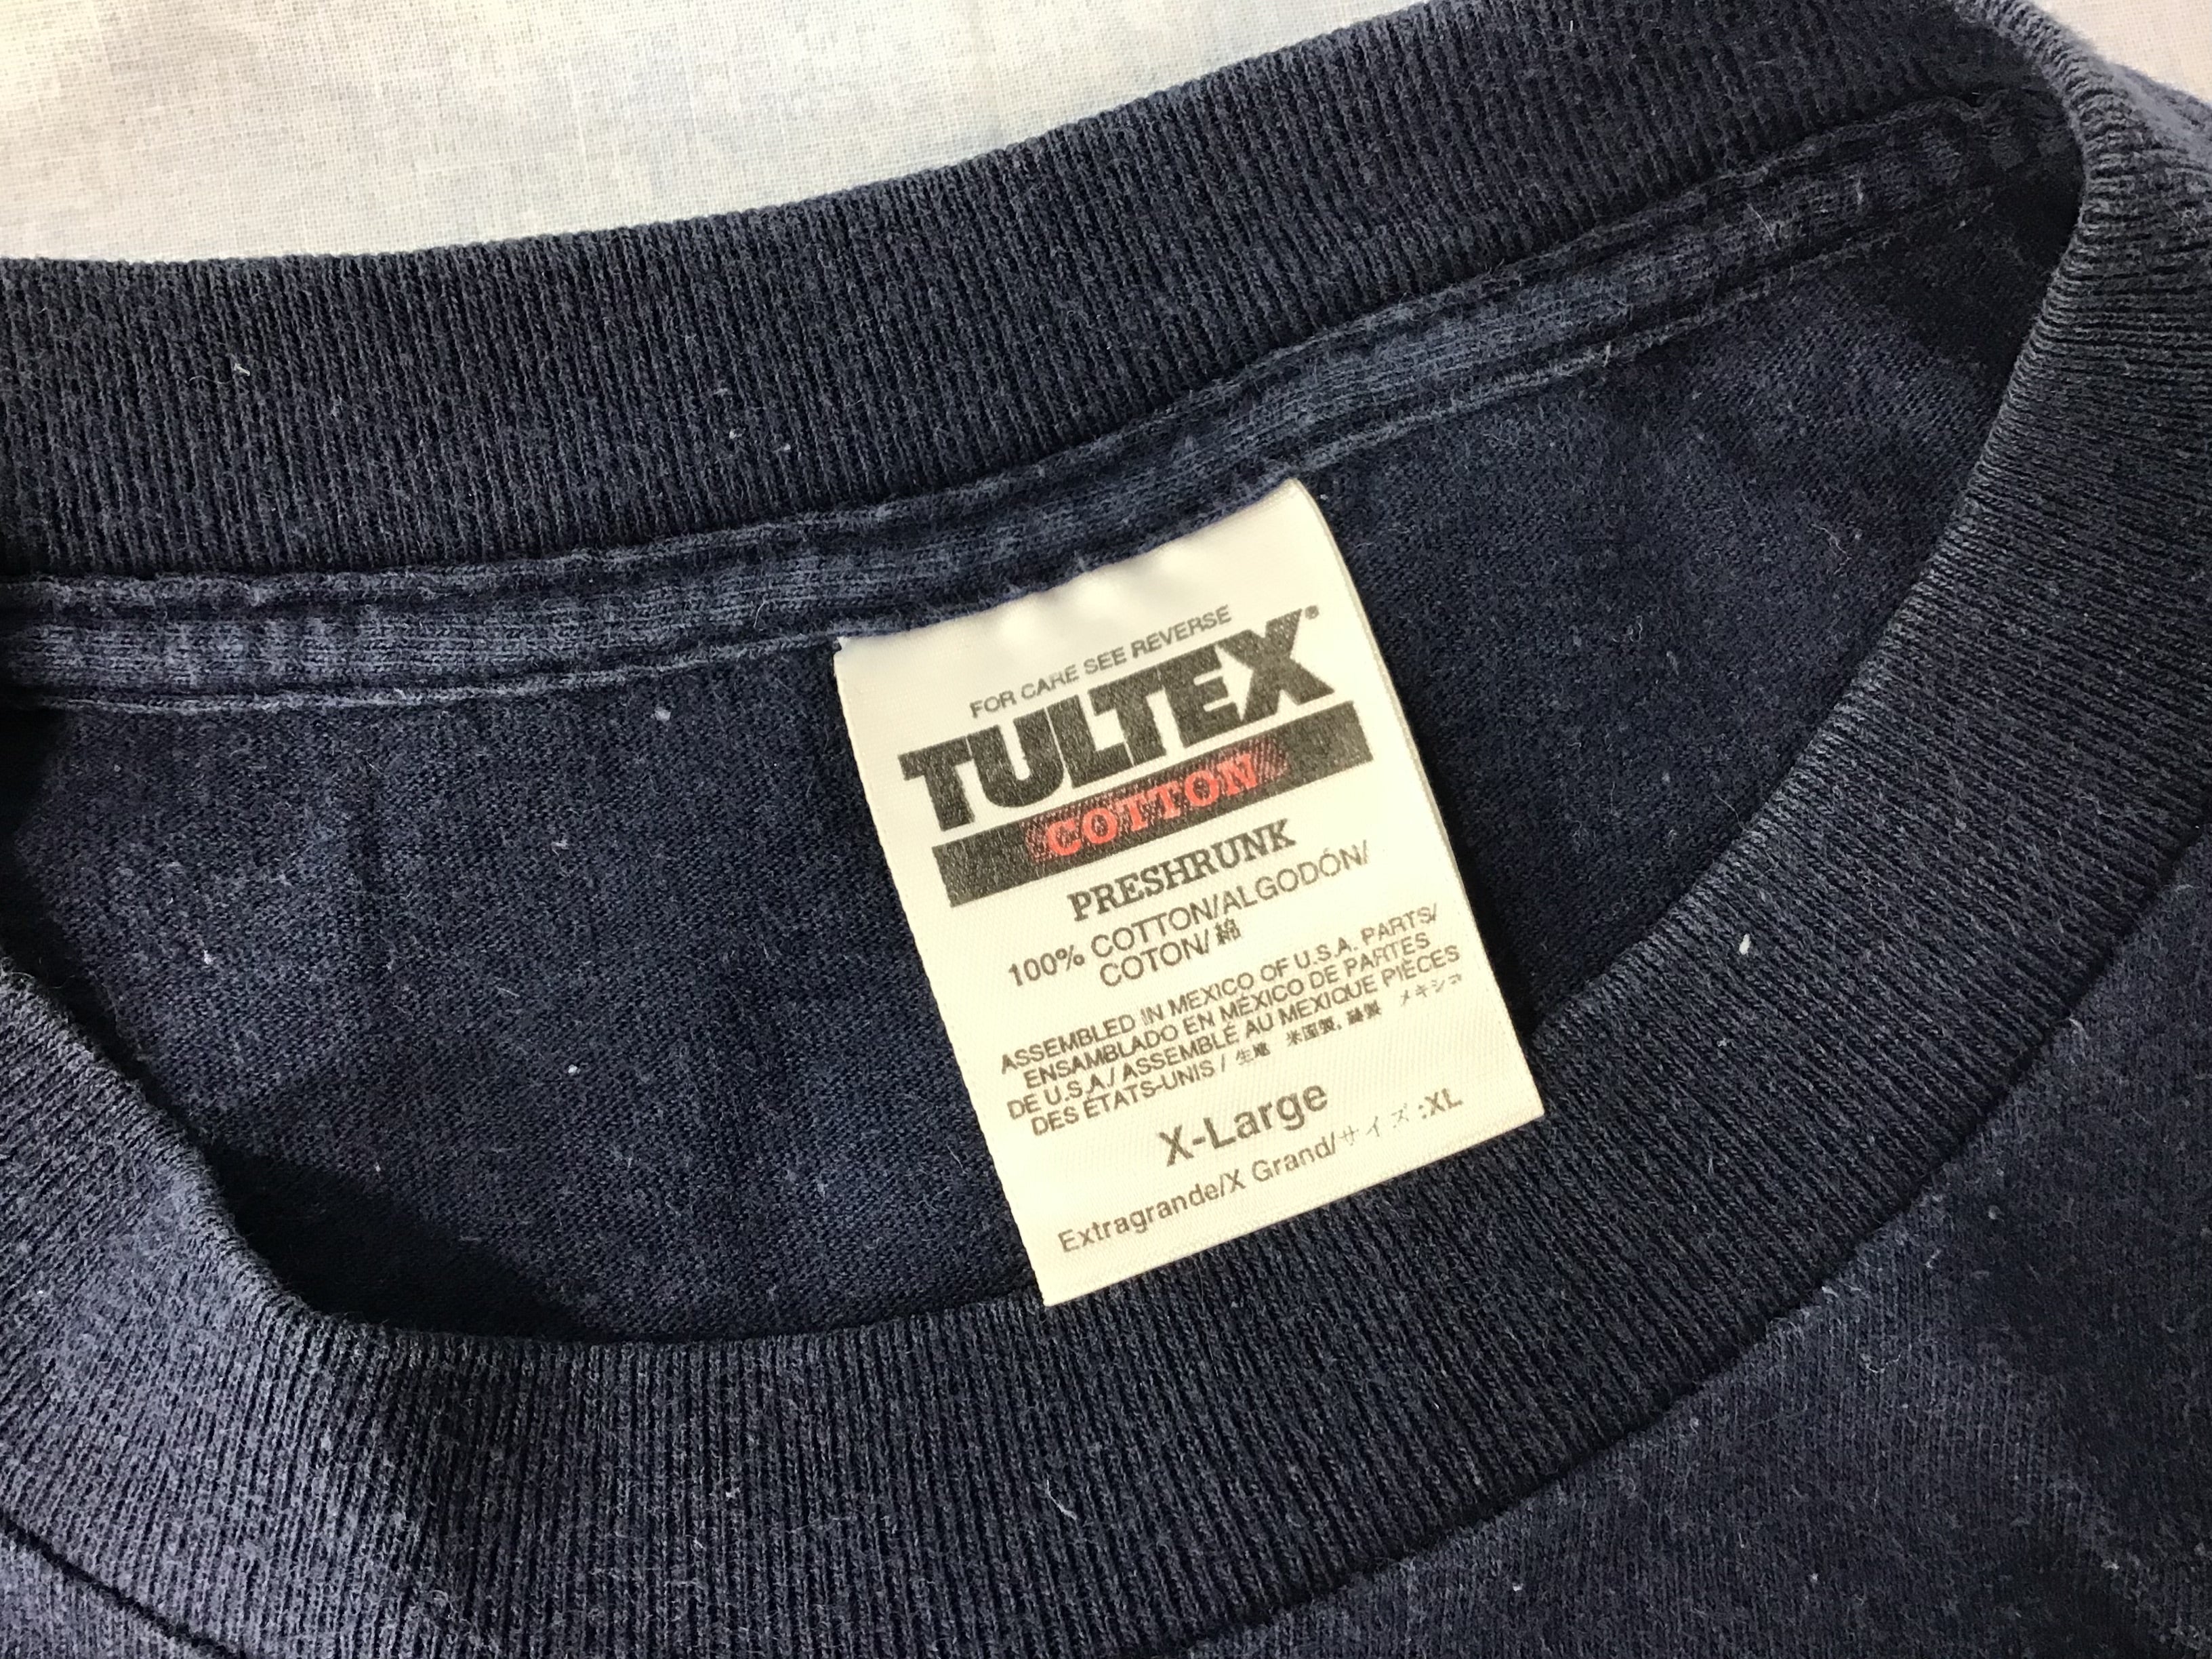 FOR CARE SEE REVERSE
TULTEX®
COTTON
PRESHRUNK
100% COTTON/ALGODÓN/
COTON/綿
ASSEMBLED IN MEXICO OF U.S.A. PARTS/
ENSAMBLADO EN MÉXICO DE PARTES
DE U.S.A./ ASSEMBLÉ AU MEXIQUE PIÈCES
DES ÉTATS-UNIS / 生地 米国製, 縫製 メキシコ
X-Large
Extragrande/X Grand/サイズ:XL